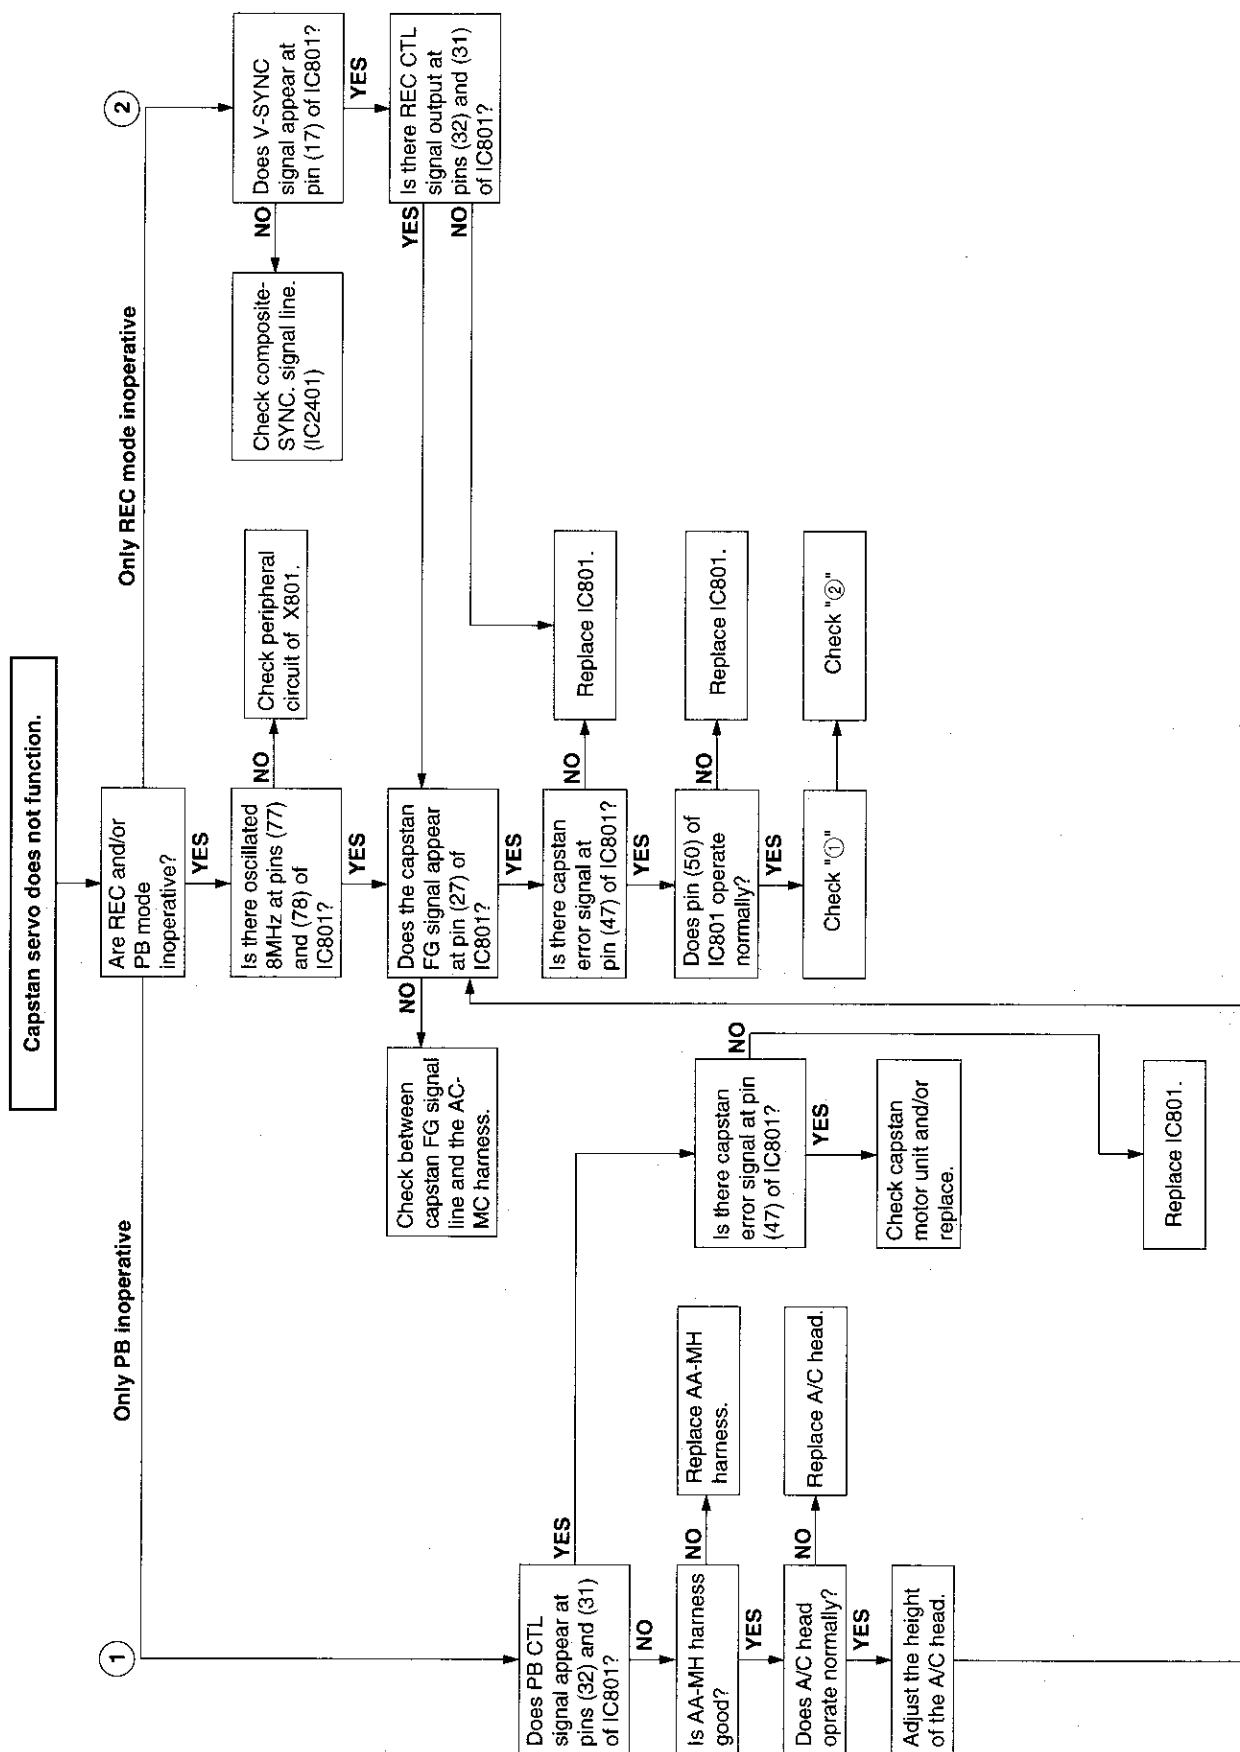 Capstan servo does not function.
Are REC and/or
PB mode
inoperative?
Only PB inoperative
Only REC mode inoperative
1
2
YES
Is there oscillated
8MHz at pins (77)
and (78) of
IC801?
NO
Check peripheral
circuit of X801.
YES
Does the capstan
FG signal appear
at pin (27) of
IC801?
NO
Check between
capstan FG signal
line and the AC-
MC harness.
YES
Is there capstan
error signal at
pin (47) of IC801?
NO
Replace IC801.
YES
Does pin (50) of
IC801 operate
normally?
NO
Replace IC801.
YES
Check "①"
Check "②"
Does V-SYNC
signal appear at
pin (17) of IC801?
NO
Check composite-
SYNC. signal line.
(IC2401)
YES
Is there REC CTL
signal output at
pins (32) and (31)
of IC801?
YES
NO
Does PB CTL
signal appear at
pins (32) and (31)
of IC801?
YES
Is there capstan
error signal at pin
(47) of IC801?
NO
Replace IC801.
YES
Check capstan
motor unit and/or
replace.
NO
Is AA-MH harness
good?
NO
Replace AA-MH
harness.
YES
Does A/C head
oprate normally?
NO
Replace A/C head.
YES
Adjust the height
of the A/C head.